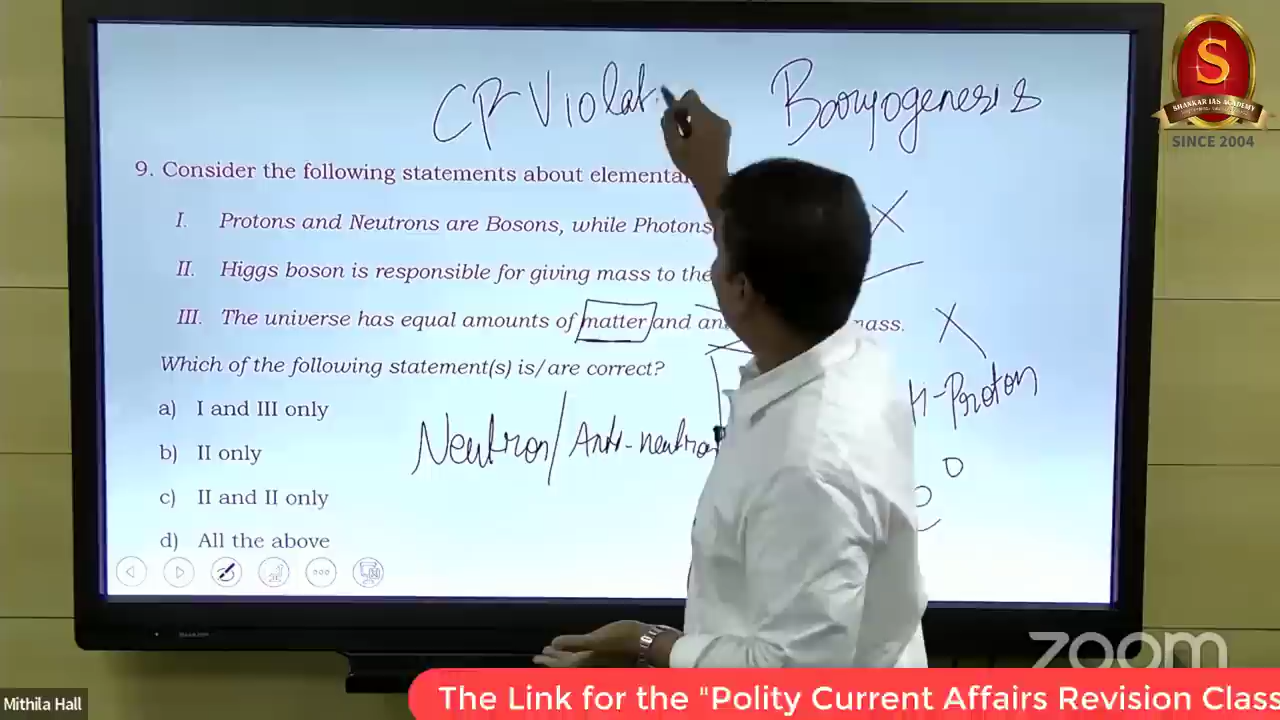 CP Violat
Baryogenesis
S
SHANKAR IAS ACADEMY
SINCE 2004
9. Consider the following statements about elementa
I. Protons and Neutrons are Bosons, while Photons
II. Higgs boson is responsible for giving mass to the
III. The universe has equal amounts of matter and an mass.
Which of the following statement(s) is/are correct?
a) I and III only
b) II only
c) II and II only
d) All the above
Neutron/Anti-neutron
-Proton
zoom
Mithila Hall
The Link for the "Polity Current Affairs Revision Class